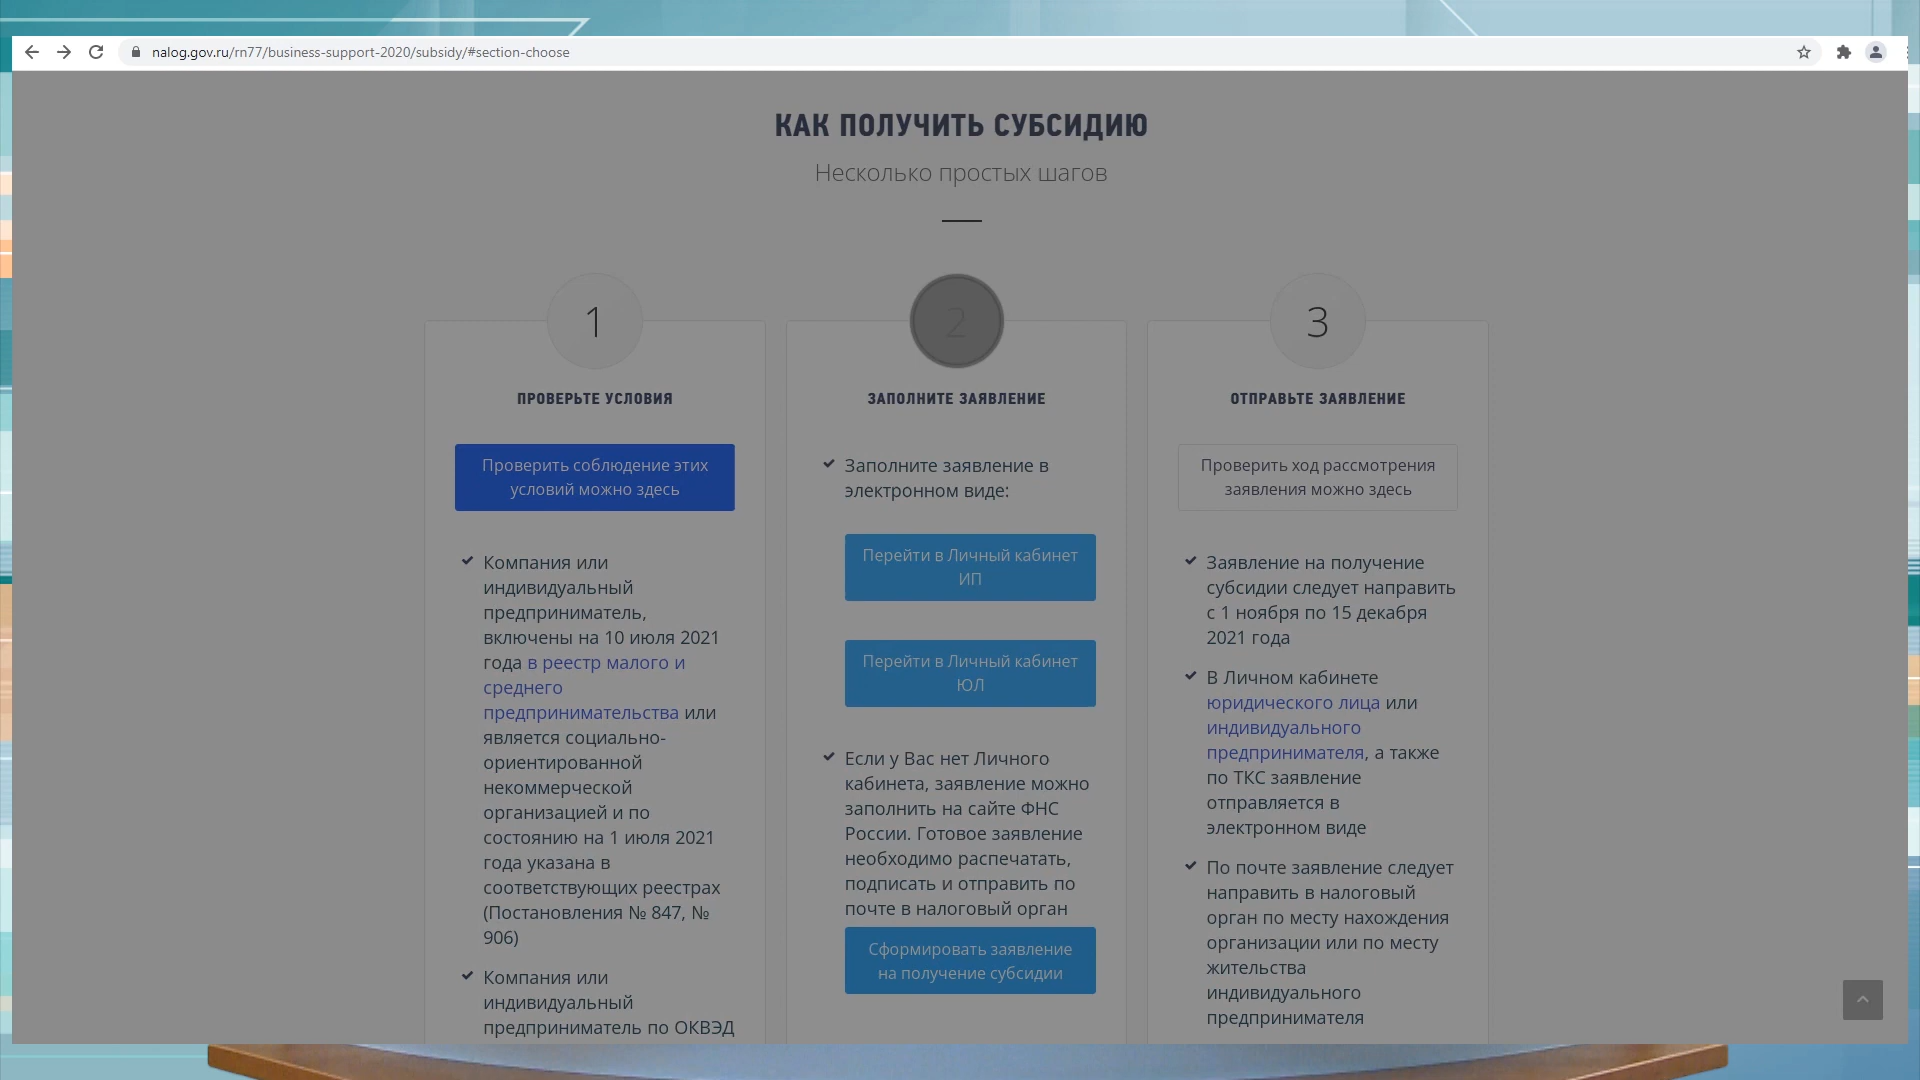 nalog.gov.ru/rn77/business-support-2020/subsidy/#section-choose
КАК ПОЛУЧИТЬ СУБСИДИЮ
Несколько простых шагов
1
ПРОВЕРЬТЕ УСЛОВИЯ
Проверить соблюдение этих
условий можно здесь
Компания или
индивидуальный
предприниматель,
включены на 10 июля 2021
года в реестр малого и
среднего
предпринимательства или
является социально-
ориентированной
некоммерческой
организацией и по
состоянию на 1 июля 2021
года указана в
соответствующих реестрах
(Постановления № 847, №
906)
Компания или
индивидуальный
предприниматель по ОКВЭД
2
ЗАПОЛНИТЕ ЗАЯВЛЕНИЕ
Заполните заявление в
электронном виде:
Перейти в Личный кабинет
ИП
Перейти в Личный кабинет
ЮЛ
Если у Вас нет Личного
кабинета, заявление можно
заполнить на сайте ФНС
России. Готовое заявление
необходимо распечатать,
подписать и отправить по
почте в налоговый орган
Сформировать заявление
на получение субсидии
3
ОТПРАВЬТЕ ЗАЯВЛЕНИЕ
Проверить ход рассмотрения
заявления можно здесь
Заявление на получение
субсидии следует направить
с 1 ноября по 15 декабря
2021 года
В Личном кабинете
юридического лица или
индивидуального
предпринимателя, а также
по ТКС заявление
отправляется в
электронном виде
По почте заявление следует
направить в налоговый
орган по месту нахождения
организации или по месту
жительства
индивидуального
предпринимателя